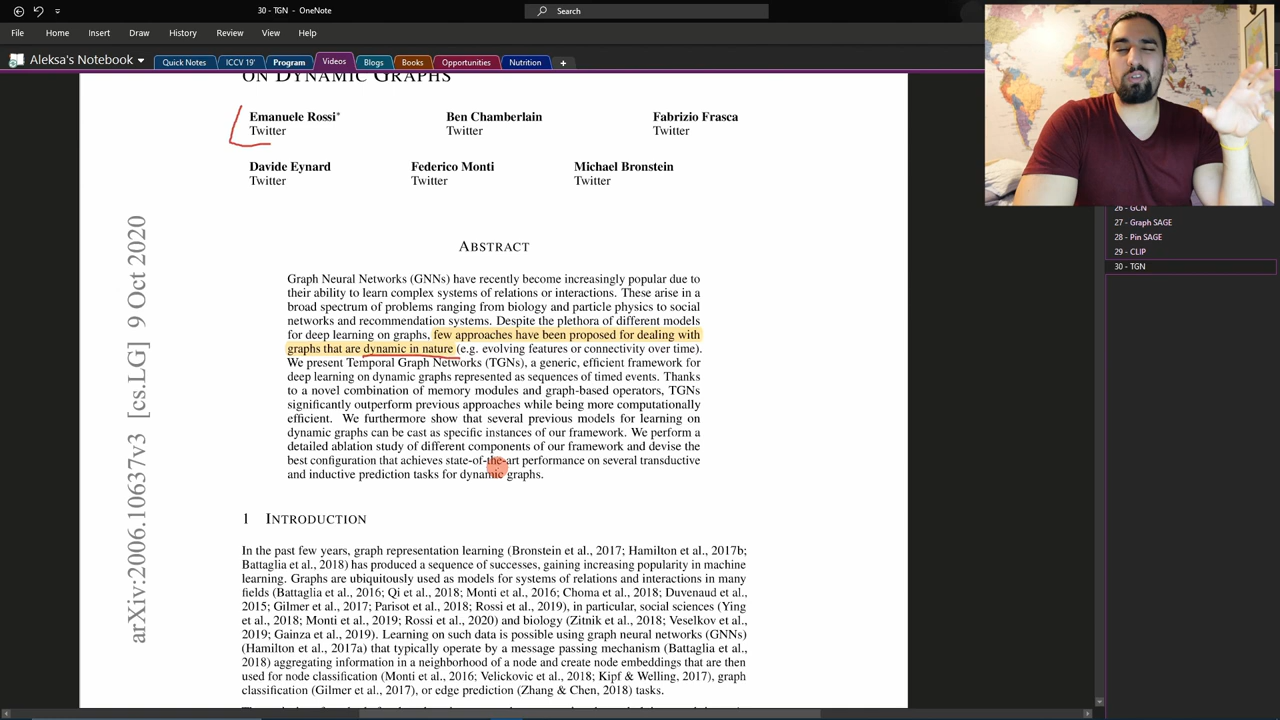 30 - TGN - OneNote
Search
File Home Insert Draw History Review View Help
Aleksa's Notebook Quick Notes ICCV 19' Program Videos Blogs Books Opportunities Nutrition +
ON DYNAMIC GRAPHS
Emanuele Rossi* Ben Chamberlain Fabrizio Frasca
Twitter Twitter Twitter
Davide Eynard Federico Monti Michael Bronstein
Twitter Twitter Twitter
26 - GCN
27 - Graph SAGE
28 - Pin SAGE
29 - CLIP
30 - TGN
arXiv:2006.10637v3 [cs.LG] 9 Oct 2020
ABSTRACT
Graph Neural Networks (GNNs) have recently become increasingly popular due to
their ability to learn complex systems of relations or interactions. These arise in a
broad spectrum of problems ranging from biology and particle physics to social
networks and recommendation systems. Despite the plethora of different models
for deep learning on graphs, few approaches have been proposed for dealing with
graphs that are dynamic in nature (e.g. evolving features or connectivity over time).
We present Temporal Graph Networks (TGNs), a generic, efficient framework for
deep learning on dynamic graphs represented as sequences of timed events. Thanks
to a novel combination of memory modules and graph-based operators, TGNs
significantly outperform previous approaches while being more computationally
efficient. We furthermore show that several previous models for learning on
dynamic graphs can be cast as specific instances of our framework. We perform a
detailed ablation study of different components of our framework and devise the
best configuration that achieves state-of-the-art performance on several transductive
and inductive prediction tasks for dynamic graphs.
1 INTRODUCTION
In the past few years, graph representation learning (Bronstein et al., 2017; Hamilton et al., 2017b;
Battaglia et al., 2018) has produced a sequence of successes, gaining increasing popularity in machine
learning. Graphs are ubiquitously used as models for systems of relations and interactions in many
fields (Battaglia et al., 2016; Qi et al., 2018; Monti et al., 2016; Choma et al., 2018; Duvenaud et al.,
2015; Gilmer et al., 2017; Parisot et al., 2018; Rossi et al., 2019), in particular, social sciences (Ying
et al., 2018; Monti et al., 2019; Rossi et al., 2020) and biology (Zitnik et al., 2018; Veselkov et al.,
2019; Gainza et al., 2019). Learning on such data is possible using graph neural networks (GNNs)
(Hamilton et al., 2017a) that typically operate by a message passing mechanism (Battaglia et al.,
2018) aggregating information in a neighborhood of a node and create node embeddings that are then
used for node classification (Monti et al., 2016; Velickovic et al., 2018; Kipf & Welling, 2017), graph
classification (Gilmer et al., 2017), or edge prediction (Zhang & Chen, 2018) tasks.